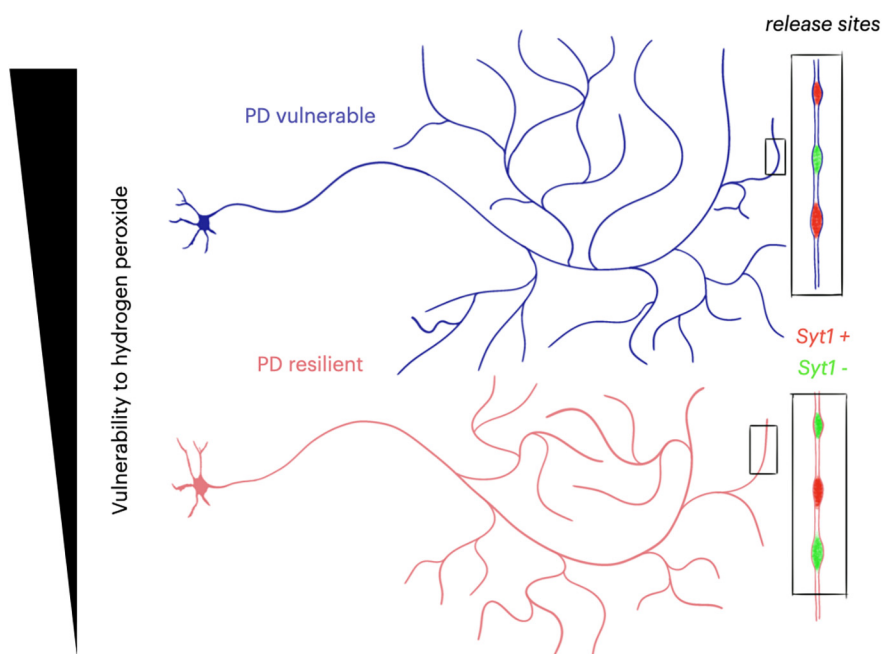 release sites
PD vulnerable
Vulnerability to hydrogen peroxide
Syt1 +
Syt1 -
PD resilient